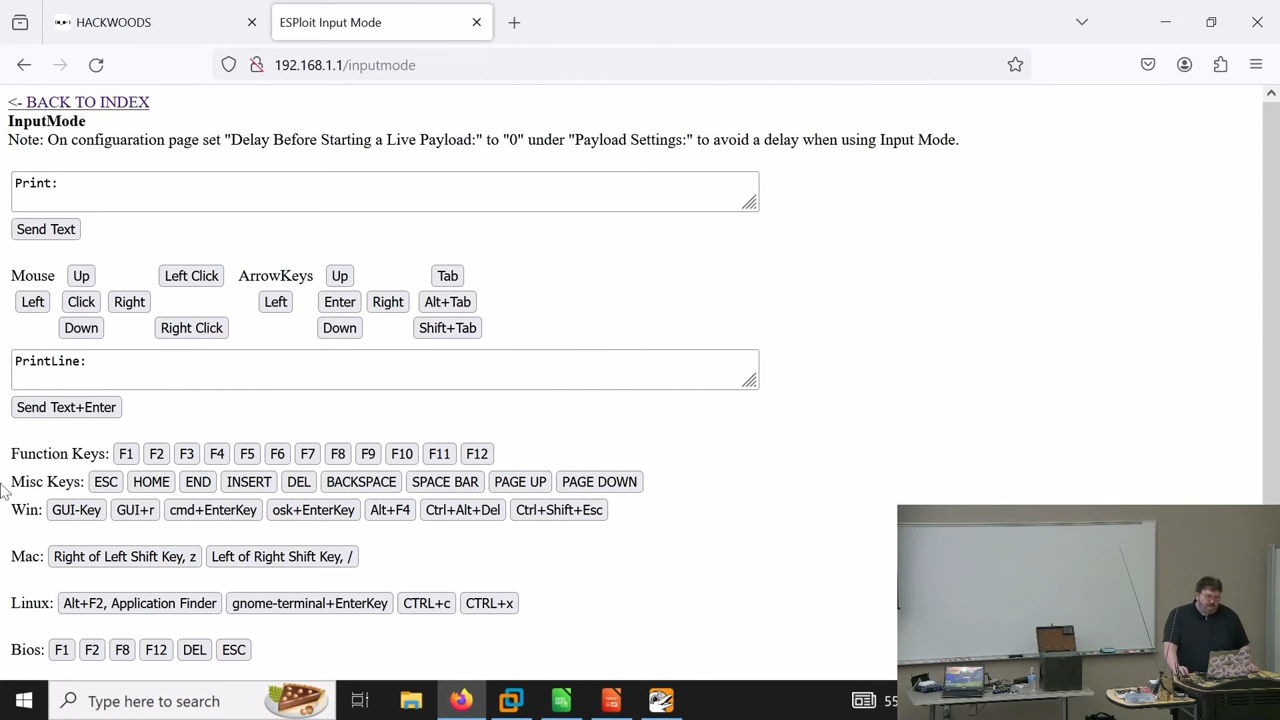 HACKWOODS
ESPloit Input Mode
192.168.1.1/inputmode
<- BACK TO INDEX
InputMode
Note: On configuaration page set "Delay Before Starting a Live Payload:" to "0" under "Payload Settings:" to avoid a delay when using Input Mode.
Print:
Send Text
Mouse Up Left Click ArrowKeys Up Tab
Left Click Right Left Enter Right Alt+Tab
Down Right Click Down Shift+Tab
PrintLine:
Send Text+Enter
Function Keys: F1 F2 F3 F4 F5 F6 F7 F8 F9 F10 F11 F12
Misc Keys: ESC HOME END INSERT DEL BACKSPACE SPACE BAR PAGE UP PAGE DOWN
Win: GUI-Key GUI+r cmd+EnterKey osk+EnterKey Alt+F4 Ctrl+Alt+Del Ctrl+Shift+Esc
Mac: Right of Left Shift Key, z Left of Right Shift Key, /
Linux: Alt+F2, Application Finder gnome-terminal+EnterKey CTRL+c CTRL+x
Bios: F1 F2 F8 F12 DEL ESC
Type here to search
55